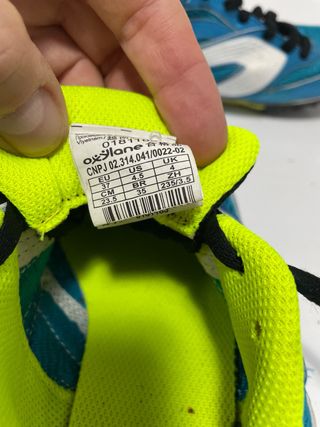 oxylane
CNPJ 02.314.041/0022-02
EU US UK
37 4.5 4
CM BR ZH
23.5 35 235/3.5